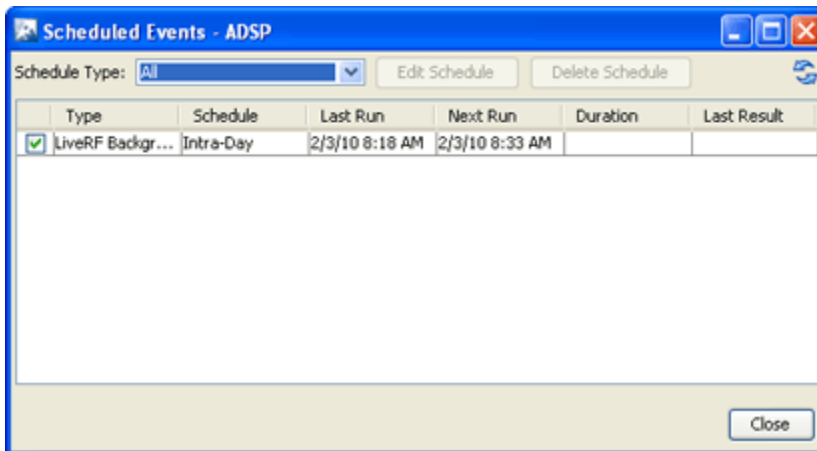 Scheduled Events - ADSP
Schedule Type: All Edit Schedule Delete Schedule
Type Schedule Last Run Next Run Duration Last Result
LiveRF Backgr... Intra-Day 2/3/10 8:18 AM 2/3/10 8:33 AM
Close